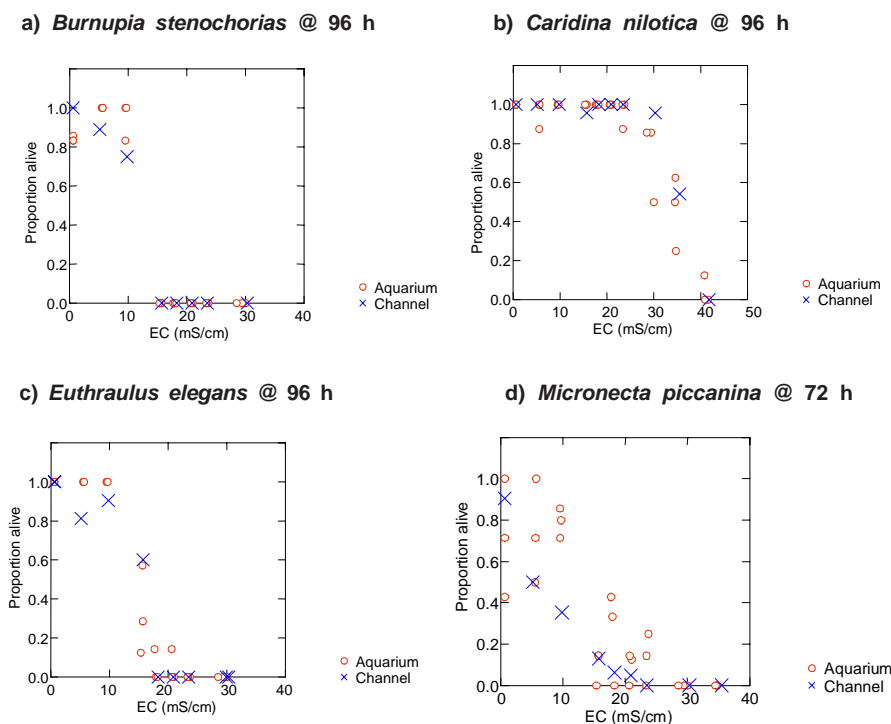 a) Burnupia stenochorias @ 96 h
1.0
0.8
0.6
0.4
0.2
0.0
Proportion alive
0 10 20 30 40
EC (mS/cm)
Aquarium
Channel
b) Caridina nilotica @ 96 h
1.0
0.8
0.6
0.4
0.2
0.0
Proportion alive
0 10 20 30 40 50
EC (mS/cm)
Aquarium
Channel
c) Euthraulus elegans @ 96 h
1.0
0.8
0.6
0.4
0.2
0.0
Proportion alive
0 10 20 30 40
EC (mS/cm)
Aquarium
Channel
d) Micronecta piccanina @ 72 h
1.0
0.8
0.6
0.4
0.2
0.0
Proportion alive
0 10 20 30 40
EC (mS/cm)
Aquarium
Channel